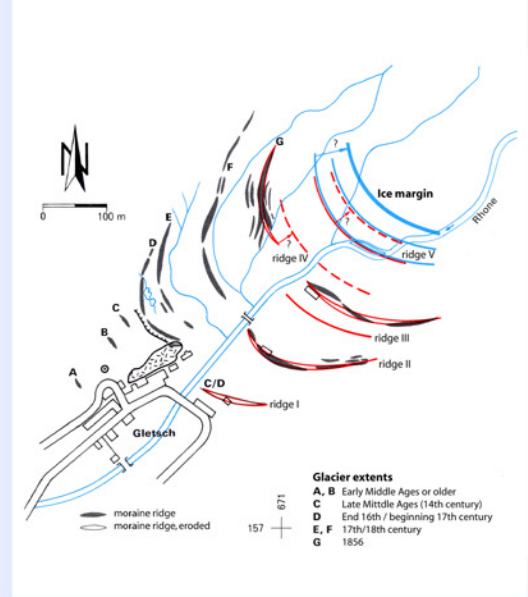 N
0 100 m
G
F
E
D
C
B
A
?
Ice margin
Rhone
?
ridge V
?
ridge IV
ridge III
ridge II
C/D
ridge I
Gletsch
Glacier extents
A, B Early Middle Ages or older
C Late Mittdle Ages (14th century)
D End 16th / beginning 17th century
E, F 17th/18th century
G 1856
moraine ridge
moraine ridge, eroded
157
671